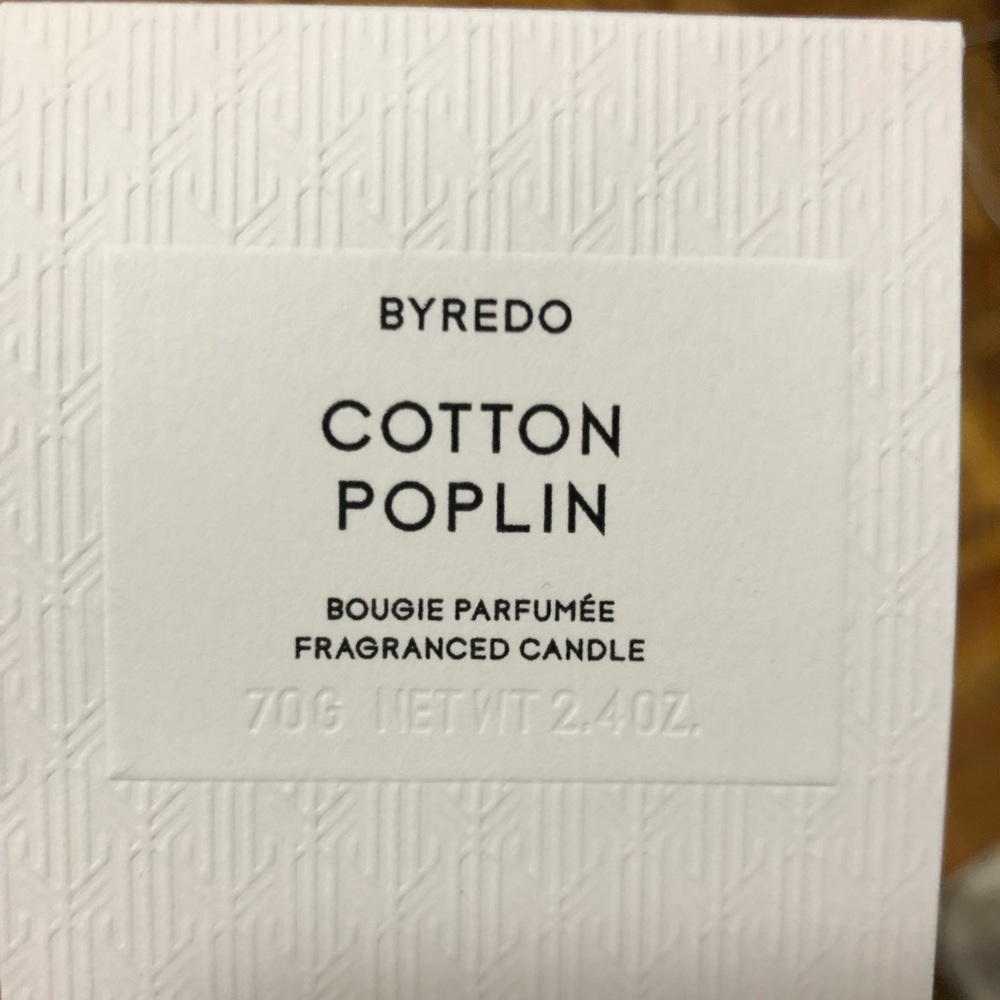 BYREDO
COTTON
POPLIN
BOUGIE PARFUMÉE
FRAGRANCED CANDLE
70G NET WT 2.4OZ.